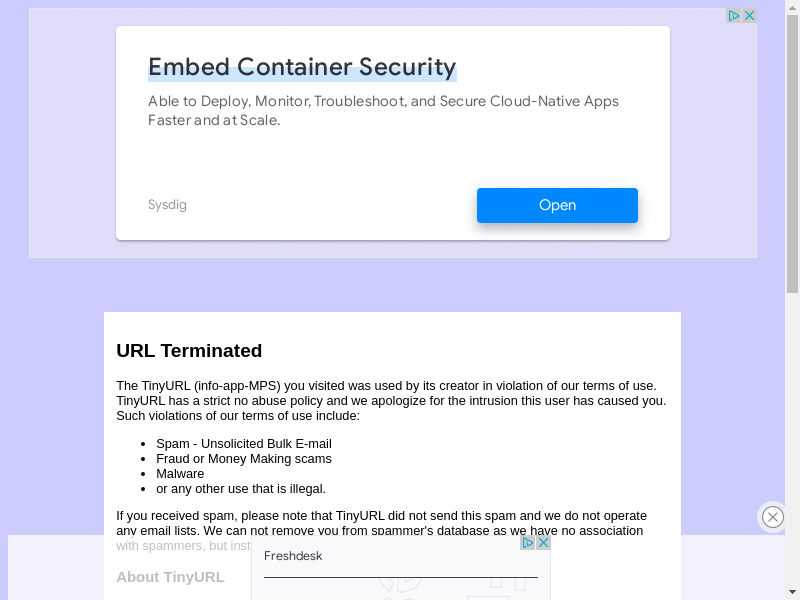 Embed Container Security
Able to Deploy, Monitor, Troubleshoot, and Secure Cloud-Native Apps
Faster and at Scale.
Sysdig
Open
URL Terminated
The TinyURL (info-app-MPS) you visited was used by its creator in violation of our terms of use.
TinyURL has a strict no abuse policy and we apologize for the intrusion this user has caused you.
Such violations of our terms of use include:
• Spam - Unsolicited Bulk E-mail
• Fraud or Money Making scams
• Malware
• or any other use that is illegal.
If you received spam, please note that TinyURL did not send this spam and we do not operate
any email lists. We can not remove you from spammer's database as we have no association
with spammers, but
Freshdesk
About TinyURL